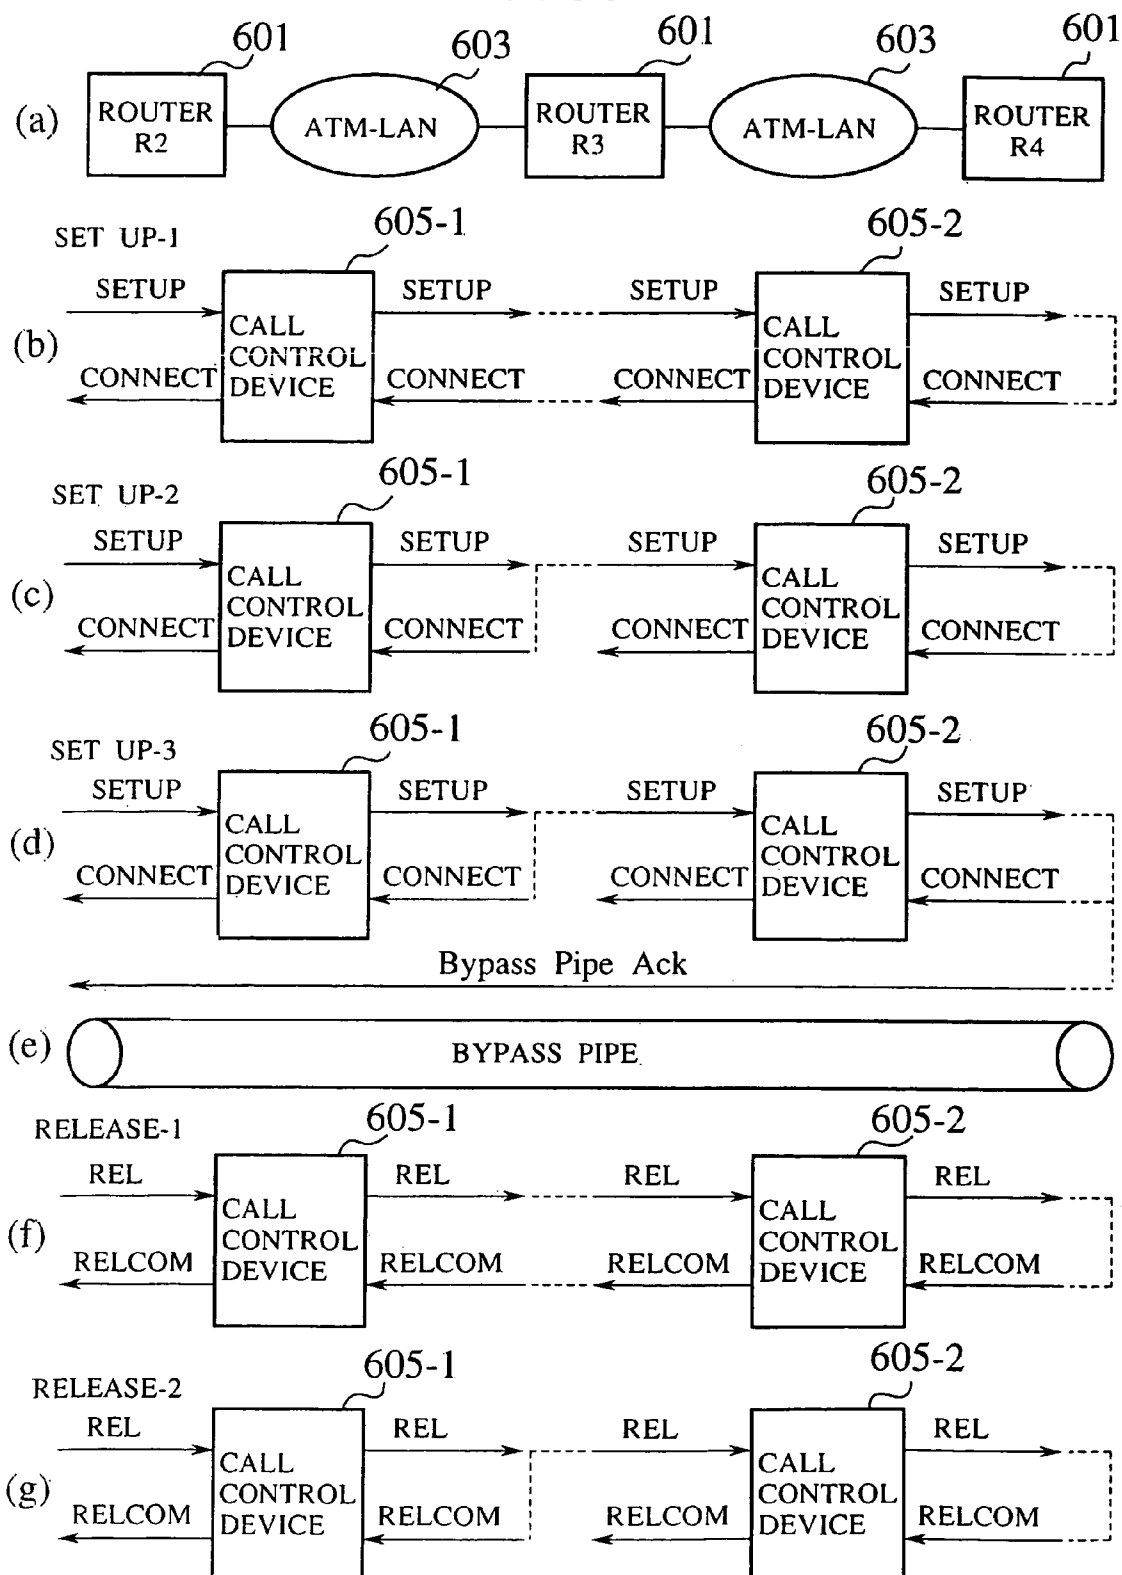 601 603 601 603 601
(a) ROUTER R2 ATM-LAN ROUTER R3 ATM-LAN ROUTER R4
SET UP-1 605-1 605-2
SETUP SETUP SETUP SETUP
(b) CALL CONTROL DEVICE CALL CONTROL DEVICE
CONNECT CONNECT CONNECT CONNECT
SET UP-2 605-1 605-2
SETUP SETUP SETUP SETUP
(c) CALL CONTROL DEVICE CALL CONTROL DEVICE
CONNECT CONNECT CONNECT CONNECT
SET UP-3 605-1 605-2
SETUP SETUP SETUP SETUP
(d) CALL CONTROL DEVICE CALL CONTROL DEVICE
CONNECT CONNECT CONNECT CONNECT
Bypass Pipe Ack
(e) BYPASS PIPE
RELEASE-1 605-1 605-2
REL REL REL REL
(f) CALL CONTROL DEVICE CALL CONTROL DEVICE
RELCOM RELCOM RELCOM RELCOM
RELEASE-2 605-1 605-2
REL REL REL REL
(g) CALL CONTROL DEVICE CALL CONTROL DEVICE
RELCOM RELCOM RELCOM RELCOM